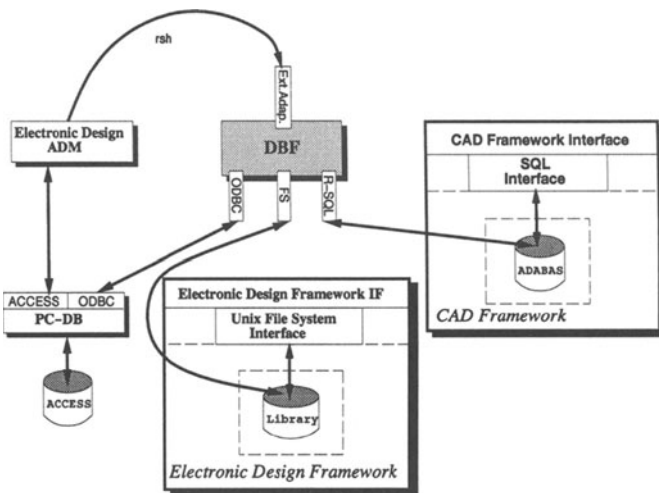 rsh
Ext Adap.
Electronic Design
ADM
DBF
ODBC
FS
R-SQL
CAD Framework Interface
SQL
Interface
ADABAS
CAD Framework
ACCESS
ODBC
PC-DB
ACCESS
Electronic Design Framework IF
Unix File System
Interface
Library
Electronic Design Framework